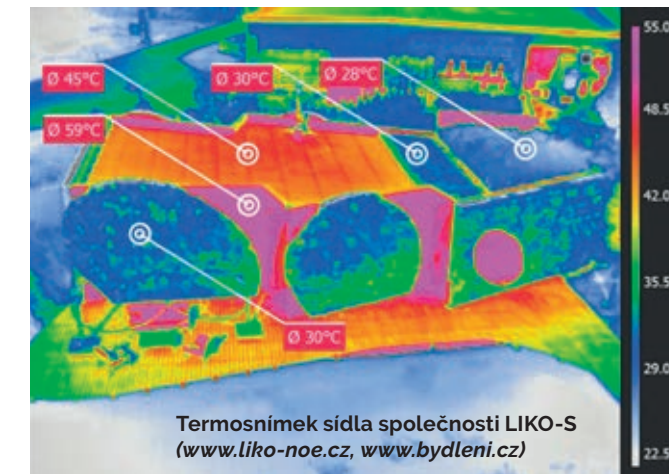 55.0
Ø 45°C
Ø 30°C
Ø 28°C
48.5
Ø 59°C
42.0
35.5
Ø 30°C
29.0
Termosnímek sídla společnosti LIKO-S
(www.liko-noe.cz, www.bydleni.cz)
22.5